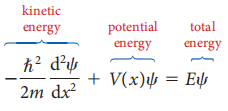 kinetic
energy
potential
energy
total
energy
−ħ²/2m d²ψ/dx² + V(x)ψ = Eψ